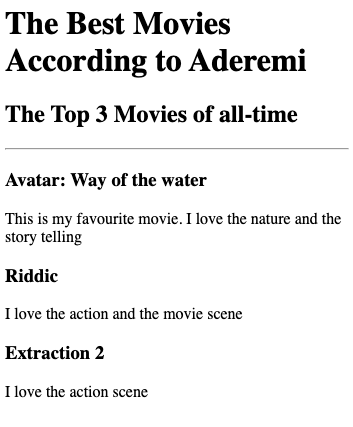 The Best Movies
According to Aderemi
The Top 3 Movies of all-time
Avatar: Way of the water
This is my favourite movie. I love the nature and the
story telling
Riddic
I love the action and the movie scene
Extraction 2
I love the action scene